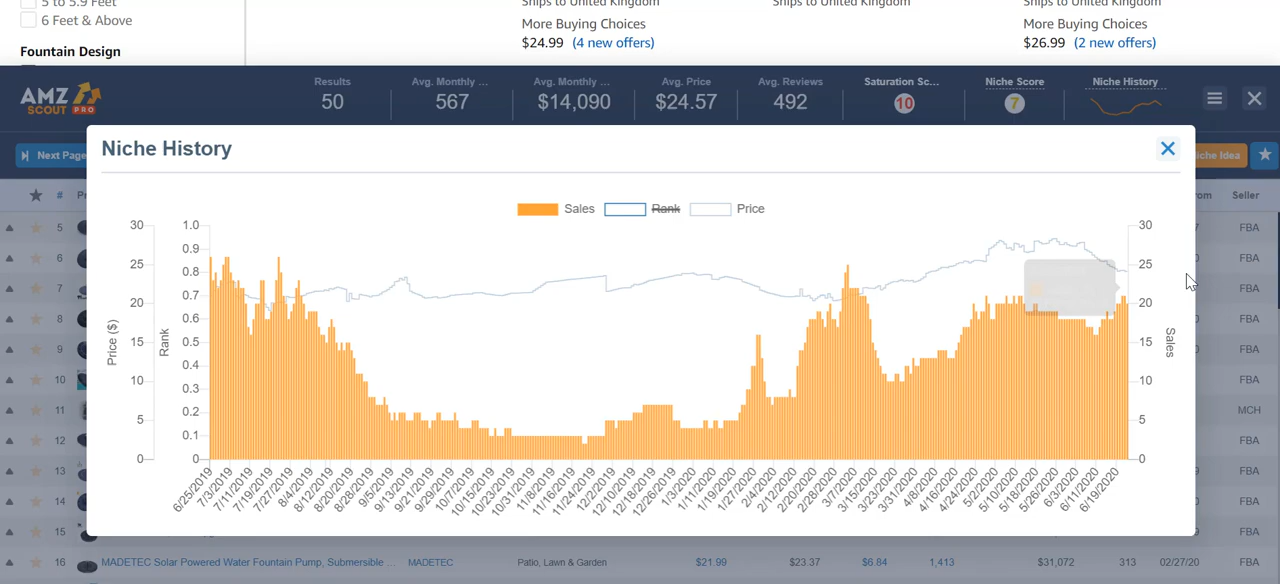 5 to 5.9 Feet
6 Feet & Above
Fountain Design
Ships to United Kingdom
Ships to United Kingdom
Ships to United Kingdom
More Buying Choices
More Buying Choices
$24.99 (4 new offers)
$26.99 (2 new offers)
AMZ
SCOUT PRO
Results
50
Avg. Monthly ...
567
Avg. Monthly ...
$14,090
Avg. Price
$24.57
Avg. Reviews
492
Saturation Sc...
10
Niche Score
7
Niche History
Next Page
iche Idea
#
Seller
Niche History
Sales
Rank
Price
Price ($)
30
25
20
15
10
5
0
Rank
1.0
0.9
0.8
0.7
0.6
0.5
0.4
0.3
0.2
0.1
0
30
25
20
15
10
5
0
Sales
6/25/2019
7/3/2019
7/11/2019
7/19/2019
7/27/2019
8/4/2019
8/12/2019
8/20/2019
8/28/2019
9/5/2019
9/13/2019
9/21/2019
9/29/2019
10/7/2019
10/15/2019
10/23/2019
10/31/2019
11/8/2019
11/16/2019
11/24/2019
12/2/2019
12/10/2019
12/18/2019
12/26/2019
1/3/2020
1/11/2020
1/19/2020
1/27/2020
2/4/2020
2/12/2020
2/20/2020
2/28/2020
3/7/2020
3/15/2020
3/23/2020
3/31/2020
4/8/2020
4/16/2020
4/24/2020
5/2/2020
5/10/2020
5/18/2020
5/26/2020
6/3/2020
6/11/2020
6/19/2020
5 FBA
6 FBA
7 FBA
8 FBA
9 FBA
10 FBA
11 MCH
12 FBA
13 FBA
14 FBA
15 FBA
16 MADETEC Solar Powered Water Fountain Pump, Submersible ... MADETEC Patio, Lawn & Garden $21.99 $23.37 $6.84 1,413 $31,072 313 02/27/20 FBA